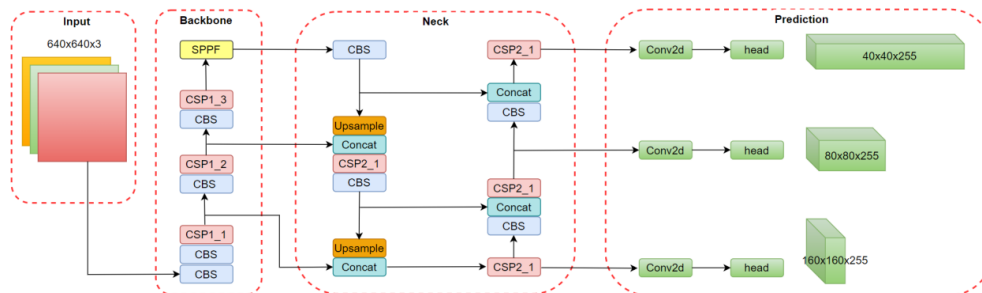 Input
640x640x3
Backbone
SPPF
CSP1_3
CBS
CSP1_2
CBS
CSP1_1
CBS
CBS
Neck
CBS
Upsample
Concat
CSP2_1
CBS
Upsample
Concat
CSP2_1
Concat
CBS
CSP2_1
Concat
CBS
CSP2_1
Prediction
Conv2d
head
40x40x255
Conv2d
head
80x80x255
Conv2d
head
160x160x255